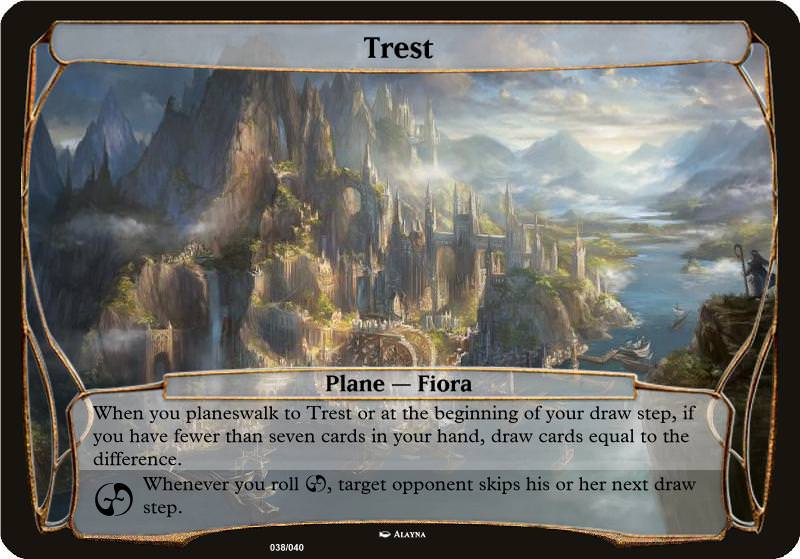 Trest
Plane — Fiora
When you planeswalk to Trest or at the beginning of your draw step, if
you have fewer than seven cards in your hand, draw cards equal to the
difference.
Whenever you roll , target opponent skips his or her next draw
step.
Alayna
038/040